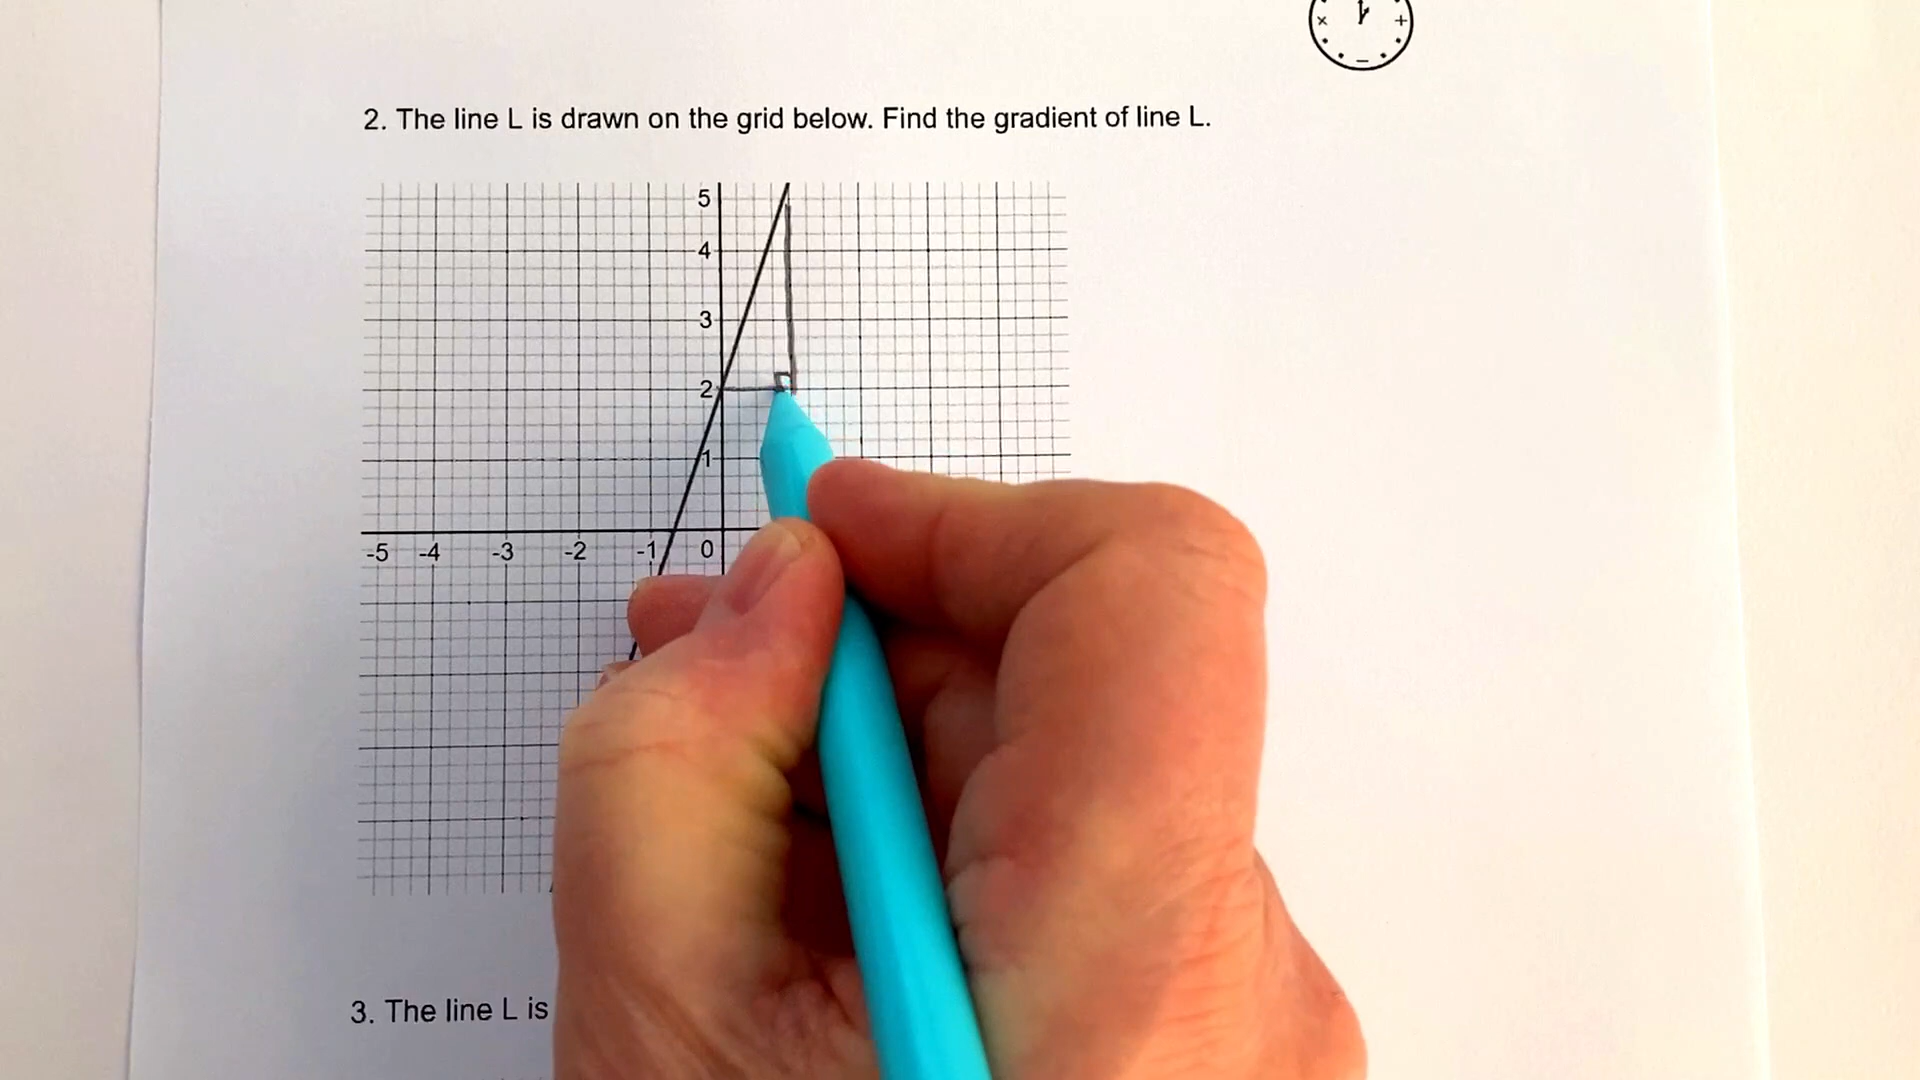 × +
−
2. The line L is drawn on the grid below. Find the gradient of line L.
5
4
3
2
1
-5 -4 -3 -2 -1 0
3. The line L is